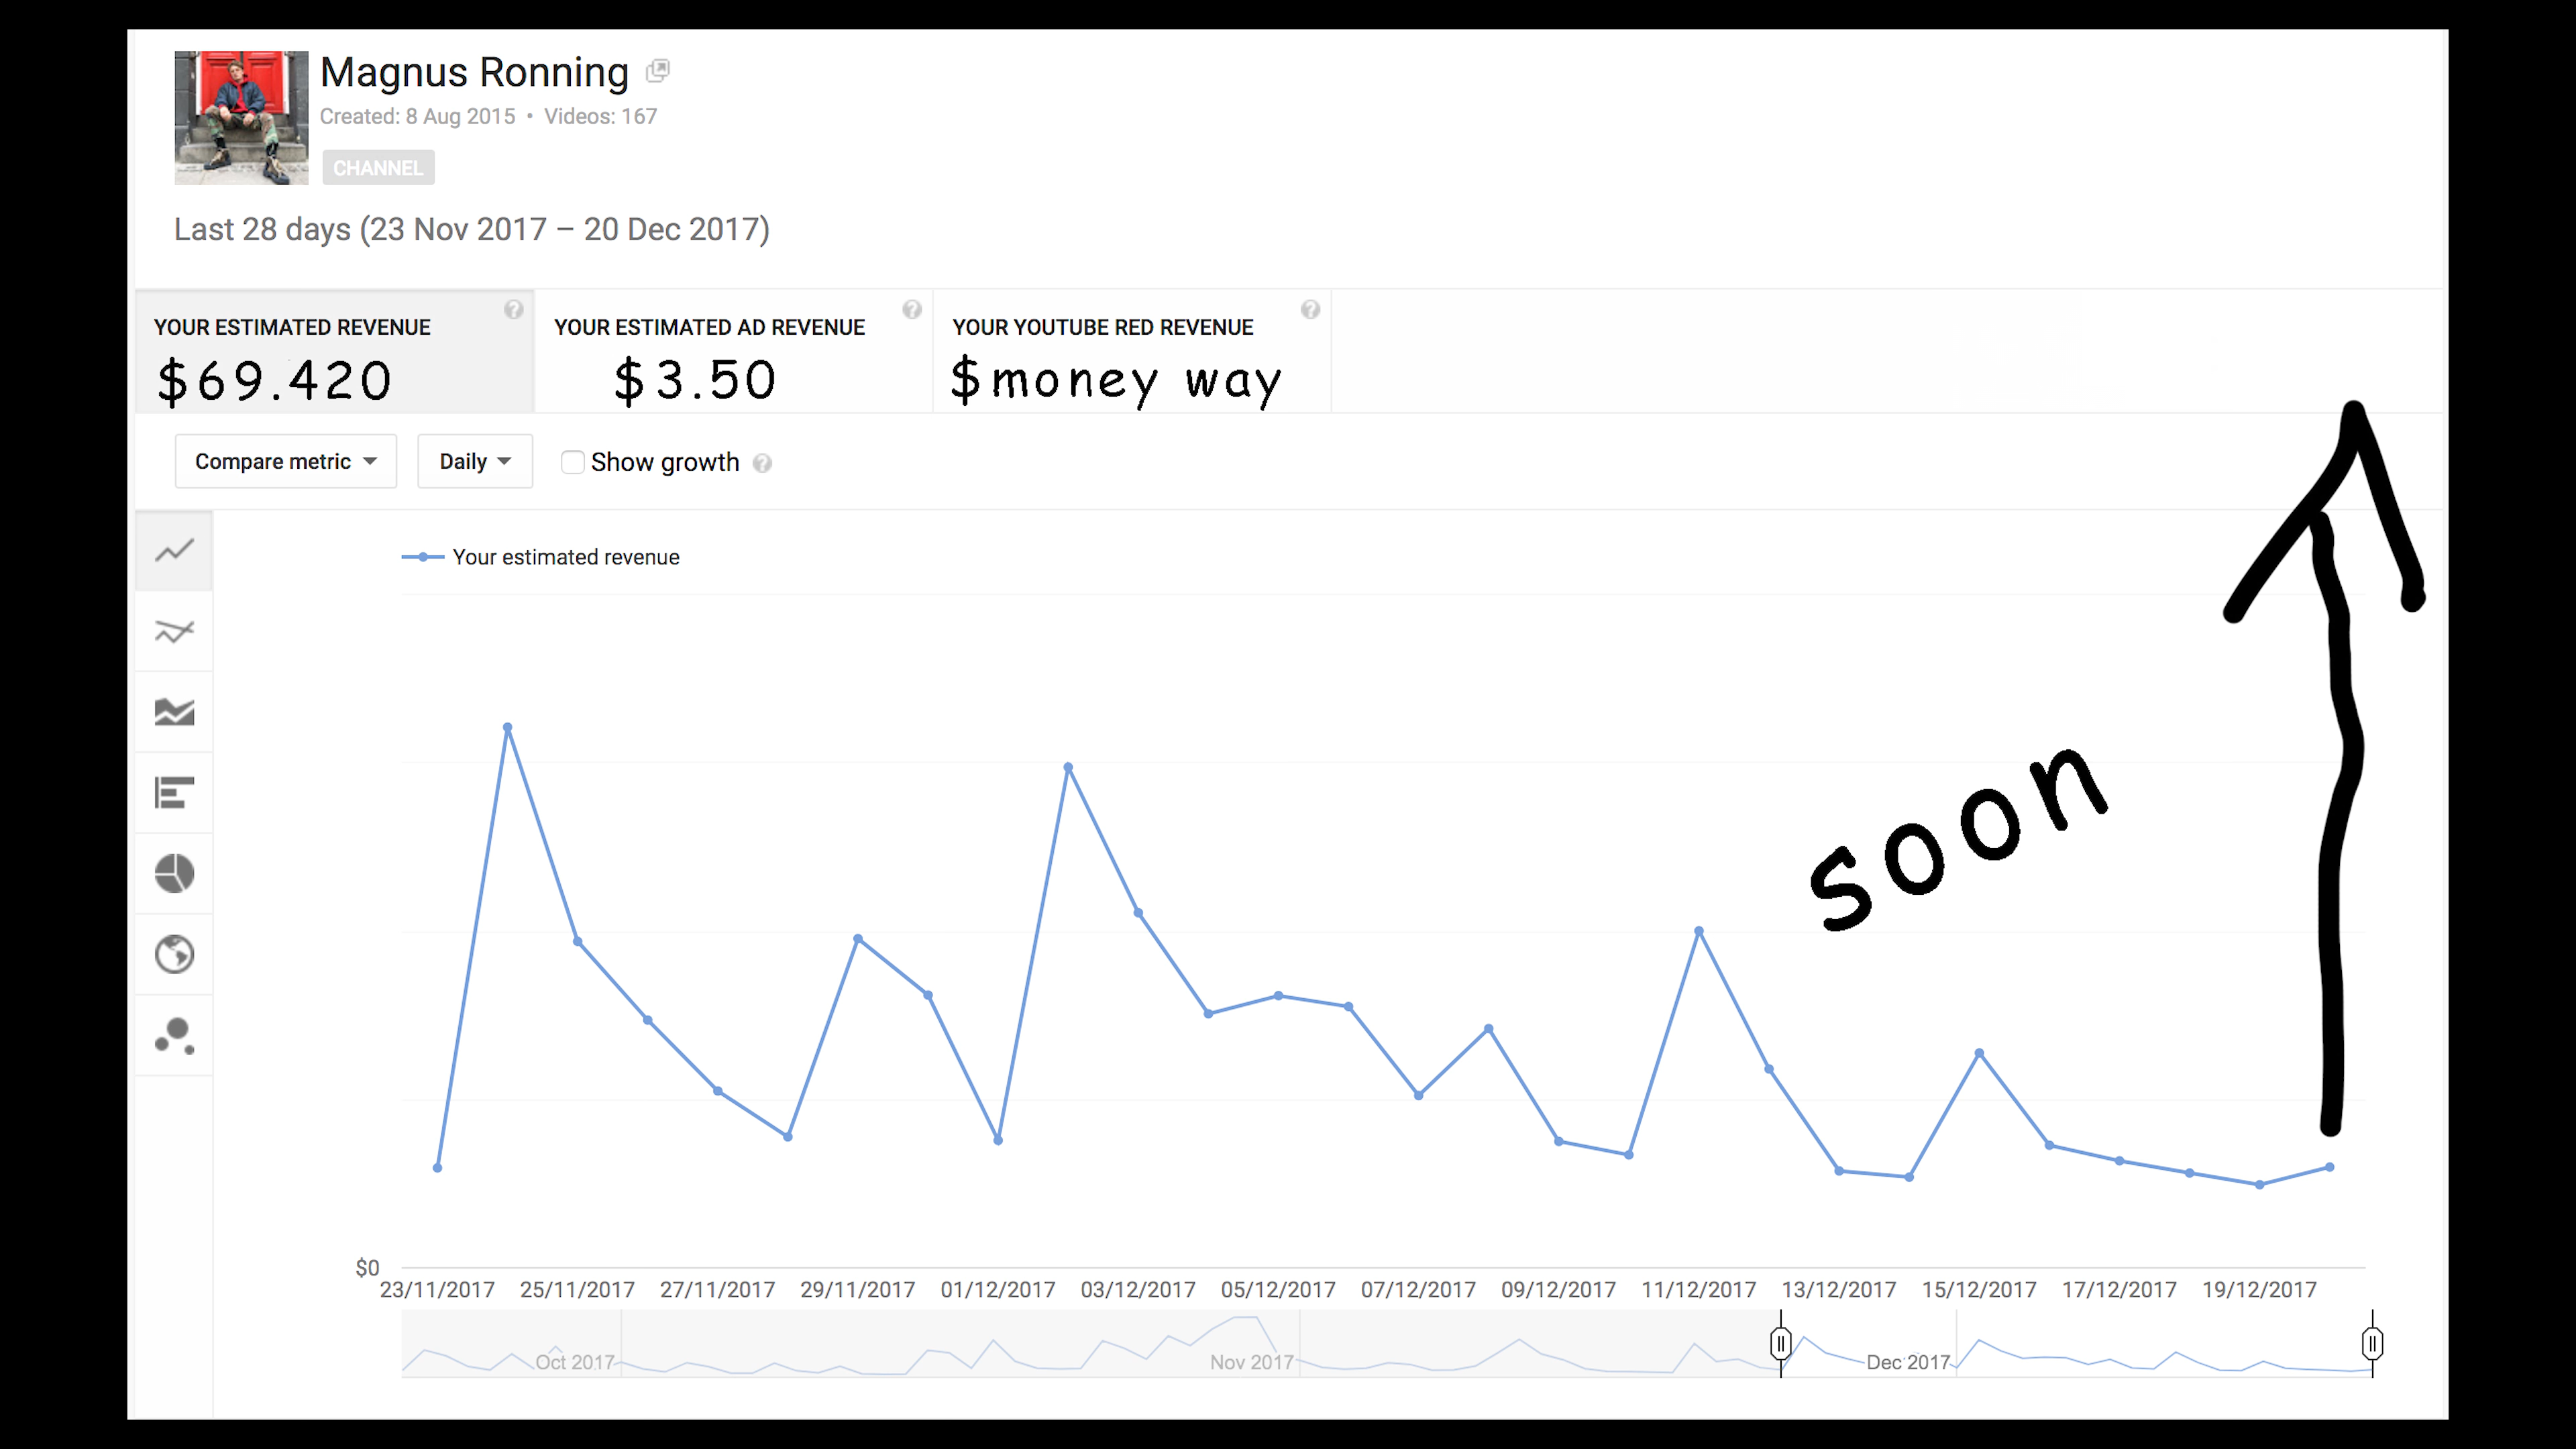 Magnus Ronning
Created: 8 Aug 2015 • Videos: 167
CHANNEL
Last 28 days (23 Nov 2017 – 20 Dec 2017)
YOUR ESTIMATED REVENUE
$69.420
YOUR ESTIMATED AD REVENUE
$3.50
YOUR YOUTUBE RED REVENUE
$money way
Compare metric
Daily
Show growth
Your estimated revenue
soon
$0
23/11/2017 25/11/2017 27/11/2017 29/11/2017 01/12/2017 03/12/2017 05/12/2017 07/12/2017 09/12/2017 11/12/2017 13/12/2017 15/12/2017 17/12/2017 19/12/2017
Oct 2017 Nov 2017 Dec 2017